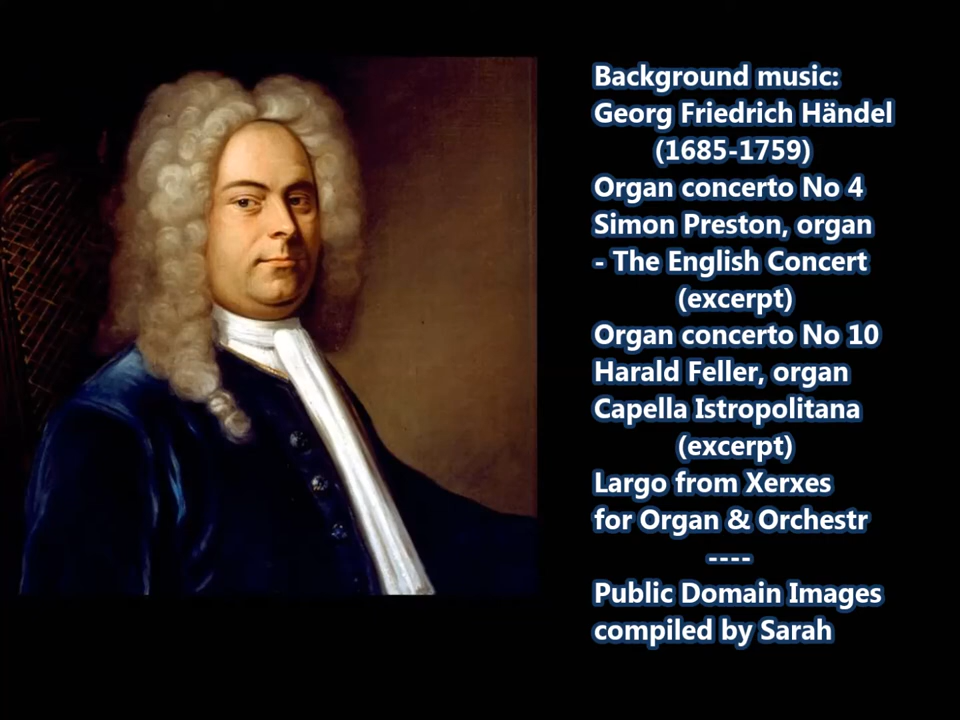 Background music:
Georg Friedrich Händel
(1685-1759)
Organ concerto No 4
Simon Preston, organ
- The English Concert
(excerpt)
Organ concerto No 10
Harald Feller, organ
Capella Istropolitana
(excerpt)
Largo from Xerxes
for Organ & Orchestr
----
Public Domain Images
compiled by Sarah